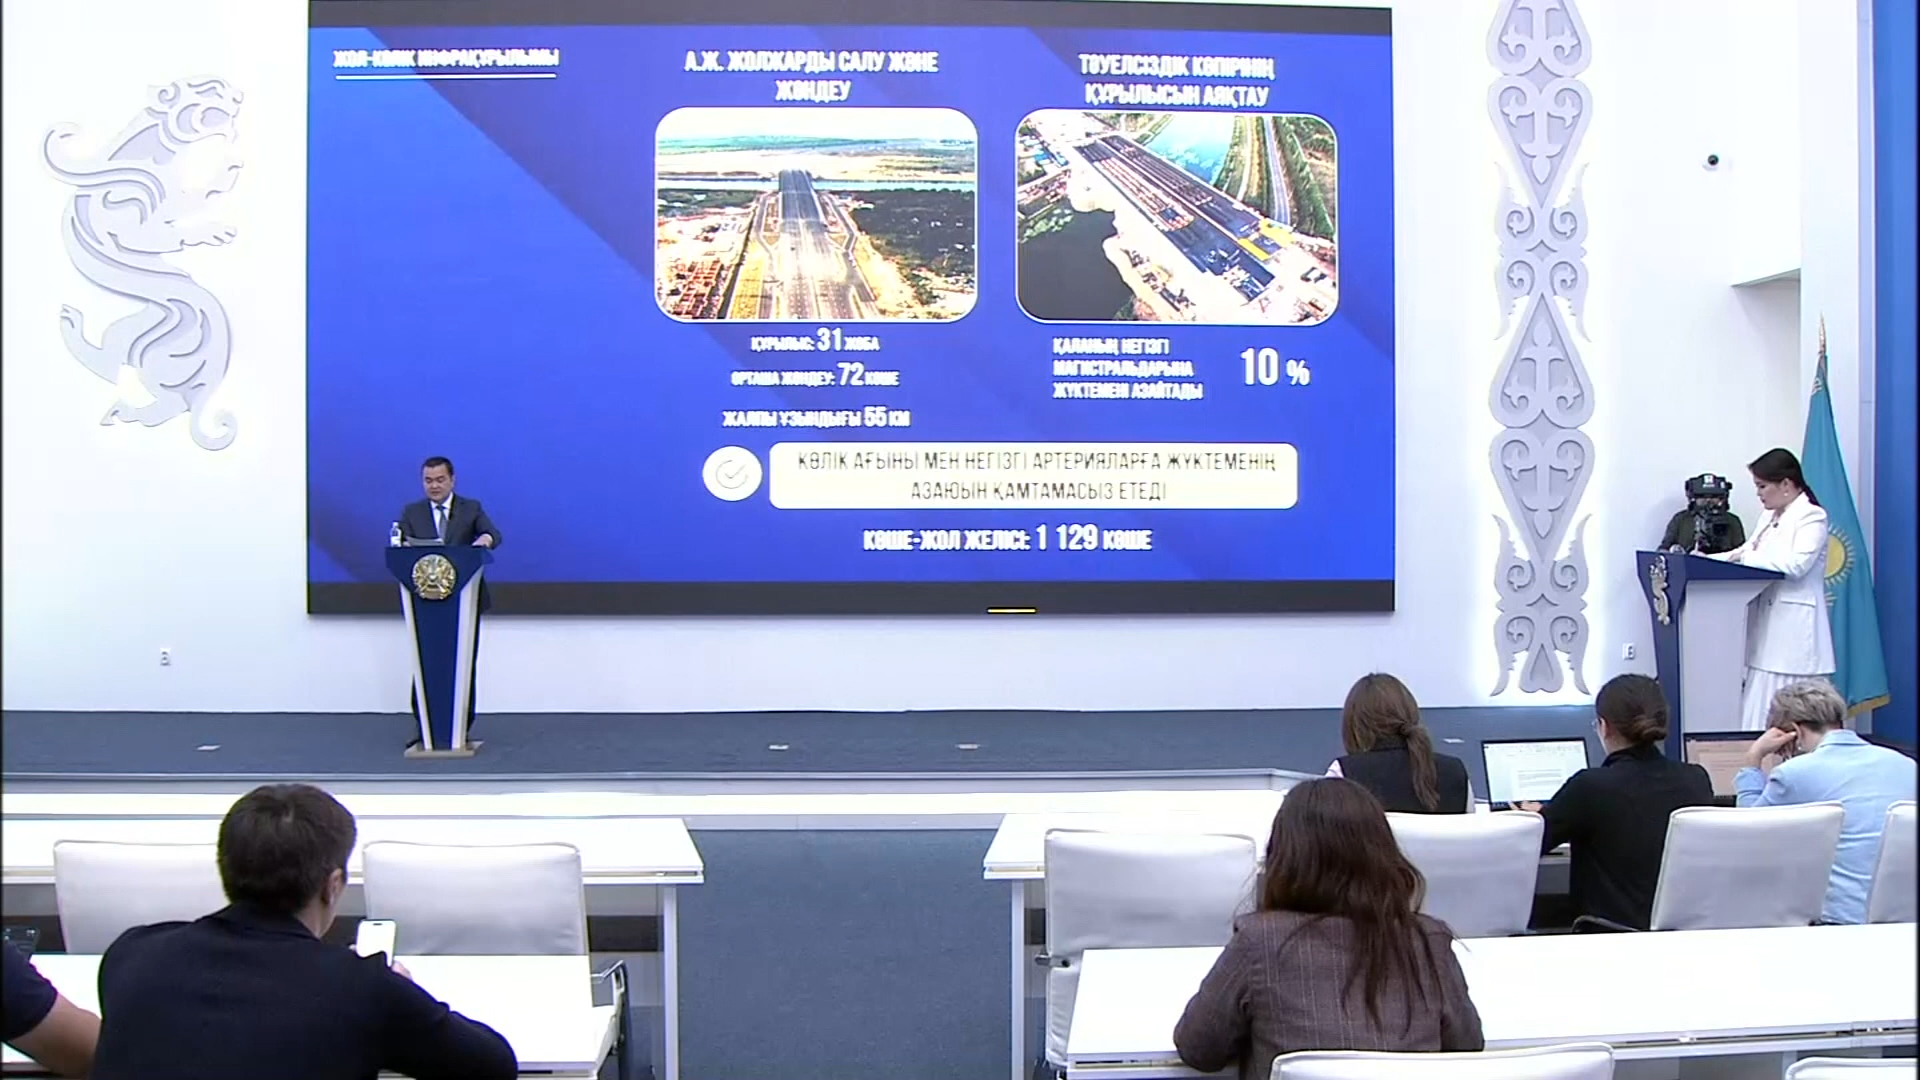 ЖОЛ-КӨЛІК ИНФРАҚҰРЫЛЫМЫ
А.Ж. ЖОЛЖАРДЫ САЛУ ЖӘНЕ
ЖӨНДЕУ
ҚҰРЫЛЫС: 31 ЖОБА
ОРТАША ЖӨНДЕУ: 72 КӨШЕ
ЖАЛПЫ ҰЗЫНДЫҒЫ 55 КМ
ТӘУЕЛСІЗДІК КӨПІРІНІҢ
ҚҰРЫЛЫСЫН АЯҚТАУ
ҚАЛАНЫҢ НЕГІЗГІ
МАГИСТРАЛЬДАРЫНА
ЖҮКТЕМЕНІ АЗАЙТАДЫ
10 %
КӨЛІК АҒЫНЫ МЕН НЕГІЗГІ АРТЕРИЯЛАРҒА ЖҮКТЕМЕНІҢ
АЗАЮЫН ҚАМТАМАСЫЗ ЕТЕДІ
КӨШЕ-ЖОЛ ЖЕЛІСІ: 1 129 КӨШЕ